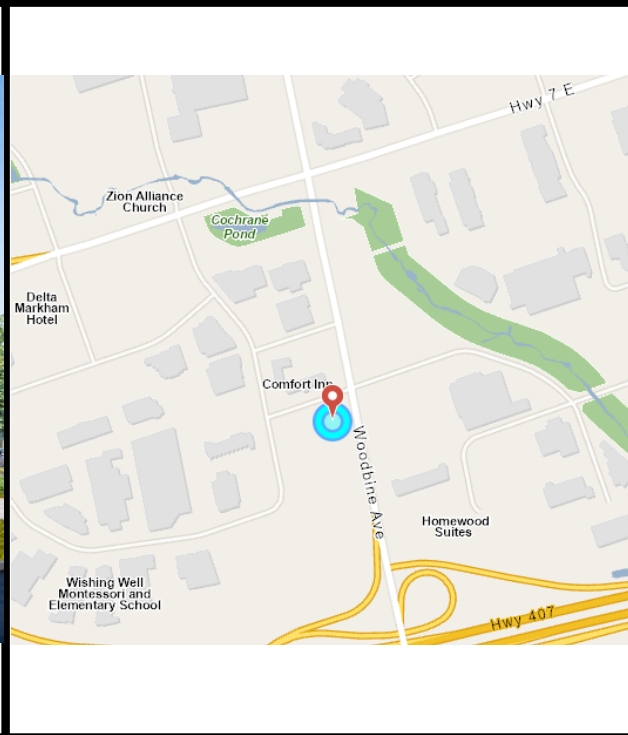 Hwy 7 E
Zion Alliance
Church
Cochrane
Pond
Delta
Markham
Hotel
Comfort Inn
Woodbine Ave
Homewood
Suites
Wishing Well
Montessori and
Elementary School
Hwy 407